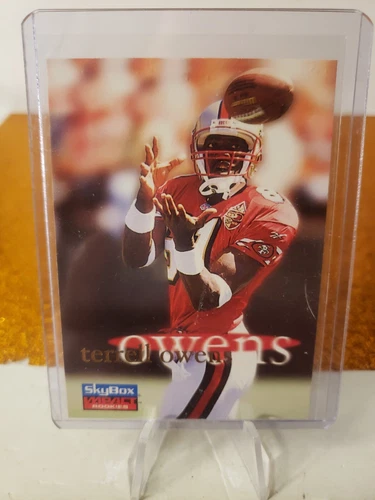 owens
terrell owens
SkyBox
IMPACT
ROOKIES